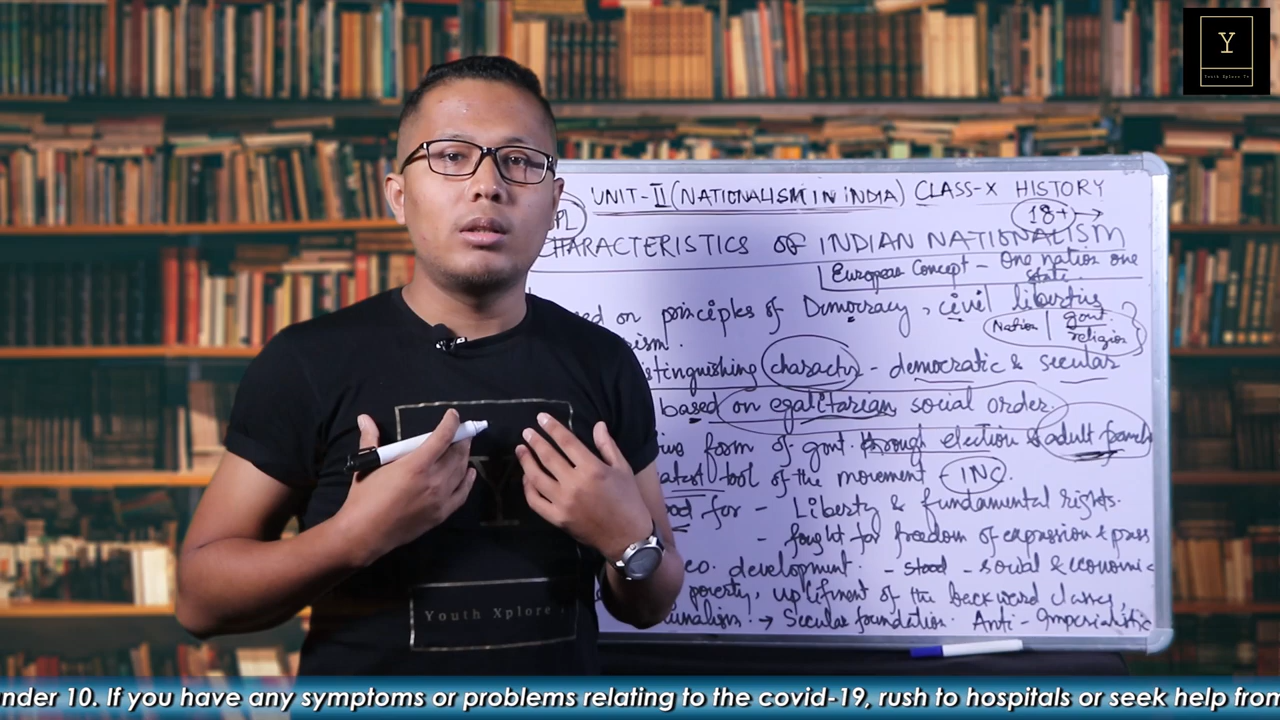 Y
Youth Xplore Tv
UNIT-II (NATIONALISM IN INDIA) CLASS-X HISTORY
18+ →
CHARACTERISTICS OF INDIAN NATIONALISM
European Concept - One nation one
state.
on principles of Democracy, civil liberties
Nation | govt.
religion
character - democratic & secular
based on egalitarian social order.
form of govt. through election & adult
tool of the movement - INC
for - Liberty & fundamental rights.
- fought for freedom of expression & press
eco. development. - stood - social & economic
poverty, upliftment of the backward classes,
→ Secular foundation. Anti-Imperialistic
Youth Xplore
nder 10. If you have any symptoms or problems relating to the covid-19, rush to hospitals or seek help from